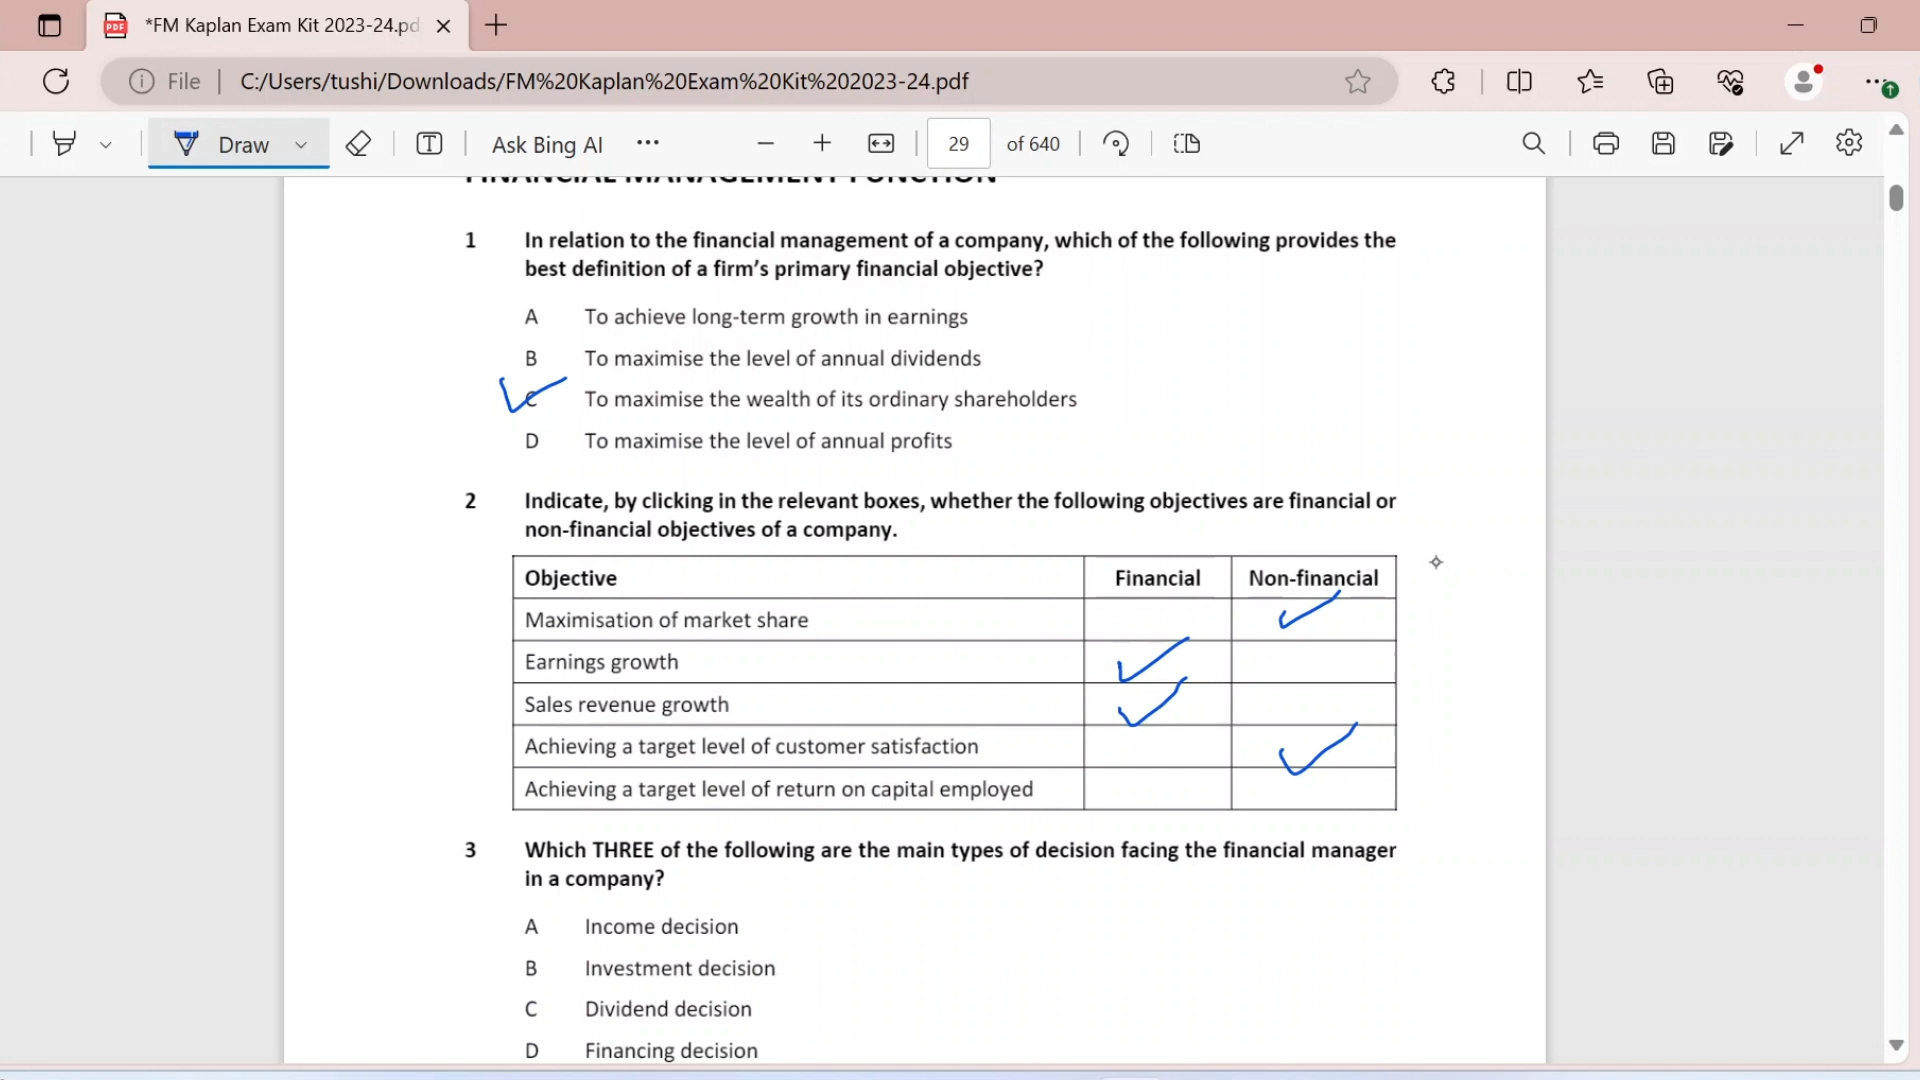 *FM Kaplan Exam Kit 2023-24.pd
File
C:/Users/tushi/Downloads/FM%20Kaplan%20Exam%20Kit%202023-24.pdf
Draw
Ask Bing AI
29 of 640
FINANCIAL MANAGEMENT FUNCTION
1 In relation to the financial management of a company, which of the following provides the
best definition of a firm's primary financial objective?
A To achieve long-term growth in earnings
B To maximise the level of annual dividends
C To maximise the wealth of its ordinary shareholders
D To maximise the level of annual profits
2 Indicate, by clicking in the relevant boxes, whether the following objectives are financial or
non-financial objectives of a company.
Objective Financial Non-financial
Maximisation of market share
Earnings growth
Sales revenue growth
Achieving a target level of customer satisfaction
Achieving a target level of return on capital employed
3 Which THREE of the following are the main types of decision facing the financial manager
in a company?
A Income decision
B Investment decision
C Dividend decision
D Financing decision